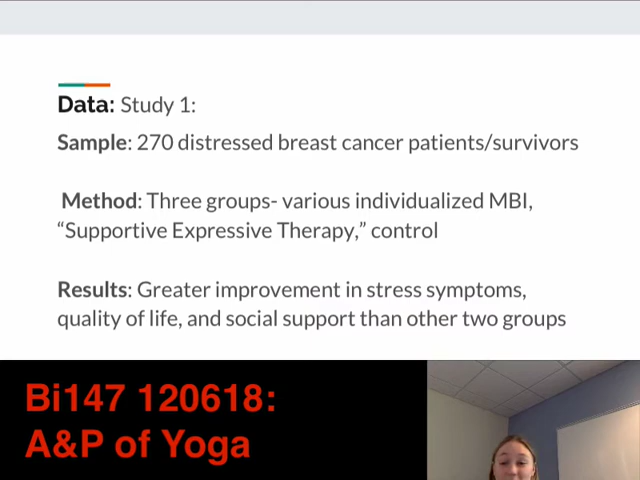 Data: Study 1:
Sample: 270 distressed breast cancer patients/survivors
Method: Three groups- various individualized MBI,
“Supportive Expressive Therapy,” control
Results: Greater improvement in stress symptoms,
quality of life, and social support than other two groups
Bi147 120618:
A&P of Yoga